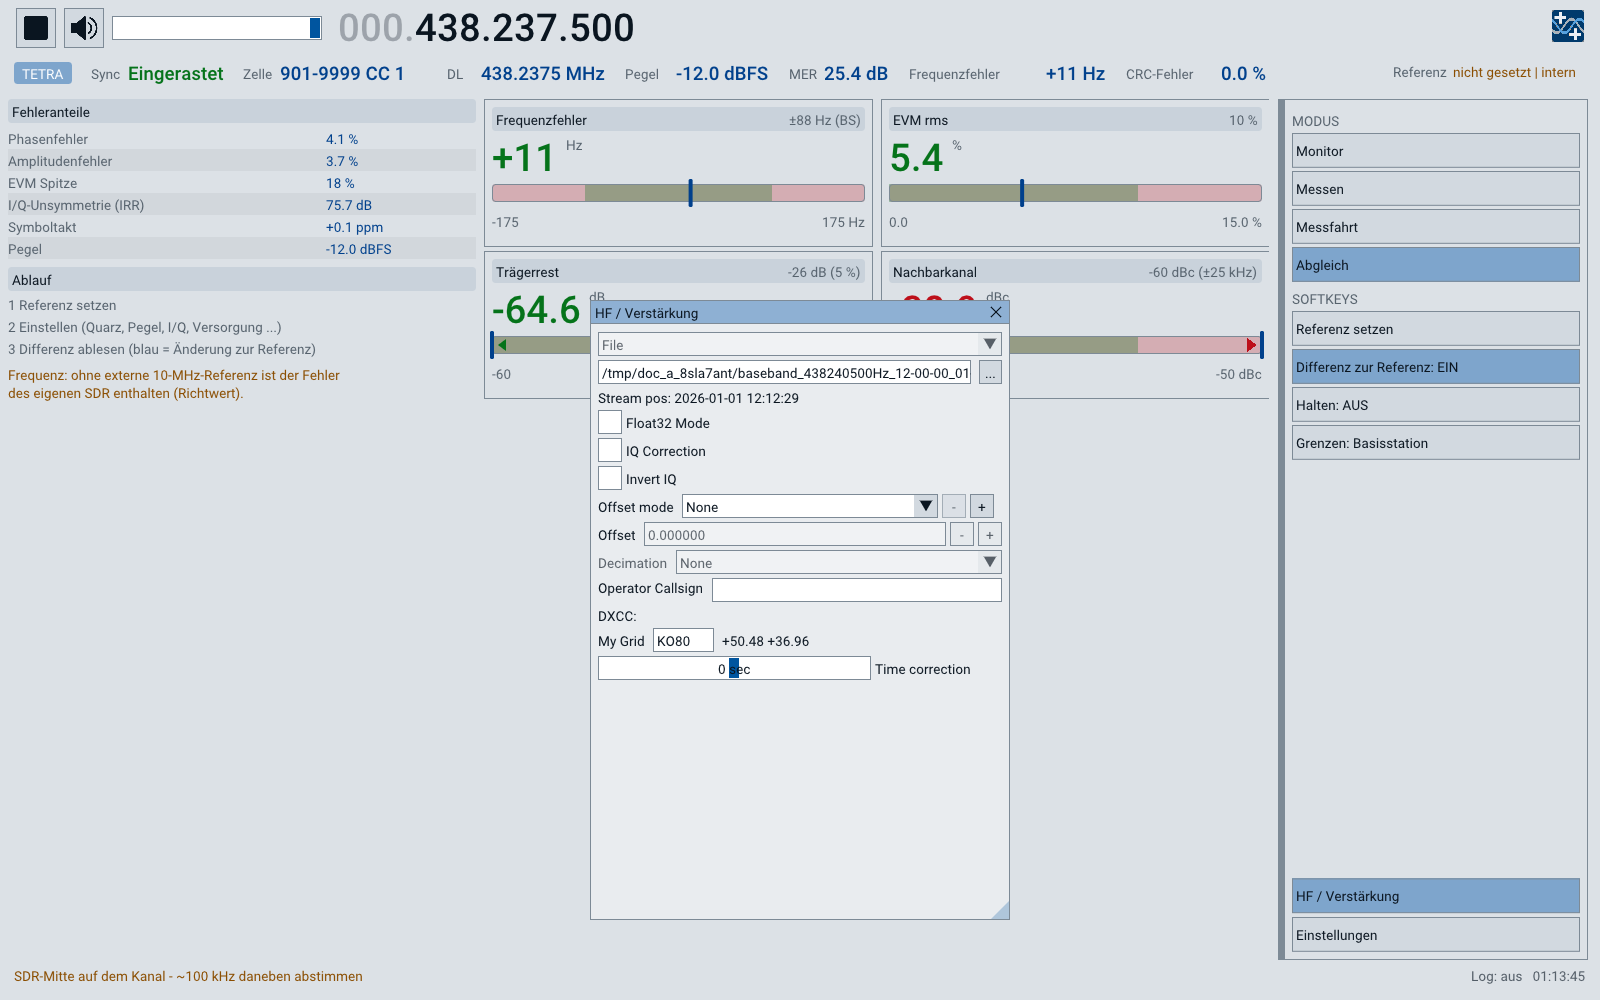 000.438.237.500
TETRA Sync Eingerastet Zelle 901-9999 CC 1 DL 438.2375 MHz Pegel -12.0 dBFS MER 25.4 dB Frequenzfehler +11 Hz CRC-Fehler 0.0 % Referenz nicht gesetzt | intern
Fehleranteile
Phasenfehler 4.1 %
Amplitudenfehler 3.7 %
EVM Spitze 18 %
I/Q-Unsymmetrie (IRR) 75.7 dB
Symboltakt +0.1 ppm
Pegel -12.0 dBFS
Ablauf
1 Referenz setzen
2 Einstellen (Quarz, Pegel, I/Q, Versorgung ...)
3 Differenz ablesen (blau = Änderung zur Referenz)
Frequenz: ohne externe 10-MHz-Referenz ist der Fehler
des eigenen SDR enthalten (Richtwert).
Frequenzfehler ±88 Hz (BS)
+11 Hz
-175 175 Hz
EVM rms 10 %
5.4 %
0.0 15.0 %
Trägerrest -26 dB (5 %)
-64.6 dB
-60
Nachbarkanal -60 dBc (±25 kHz)
dBc
-50 dBc
HF / Verstärkung
File
/tmp/doc_a_8sla7ant/baseband_438240500Hz_12-00-00_01 ...
Stream pos: 2026-01-01 12:12:29
Float32 Mode
IQ Correction
Invert IQ
Offset mode None - +
Offset 0.000000 - +
Decimation None
Operator Callsign
DXCC:
My Grid KO80 +50.48 +36.96
0 sec Time correction
MODUS
Monitor
Messen
Messfahrt
Abgleich
SOFTKEYS
Referenz setzen
Differenz zur Referenz: EIN
Halten: AUS
Grenzen: Basisstation
HF / Verstärkung
Einstellungen
SDR-Mitte auf dem Kanal - ~100 kHz daneben abstimmen
Log: aus 01:13:45